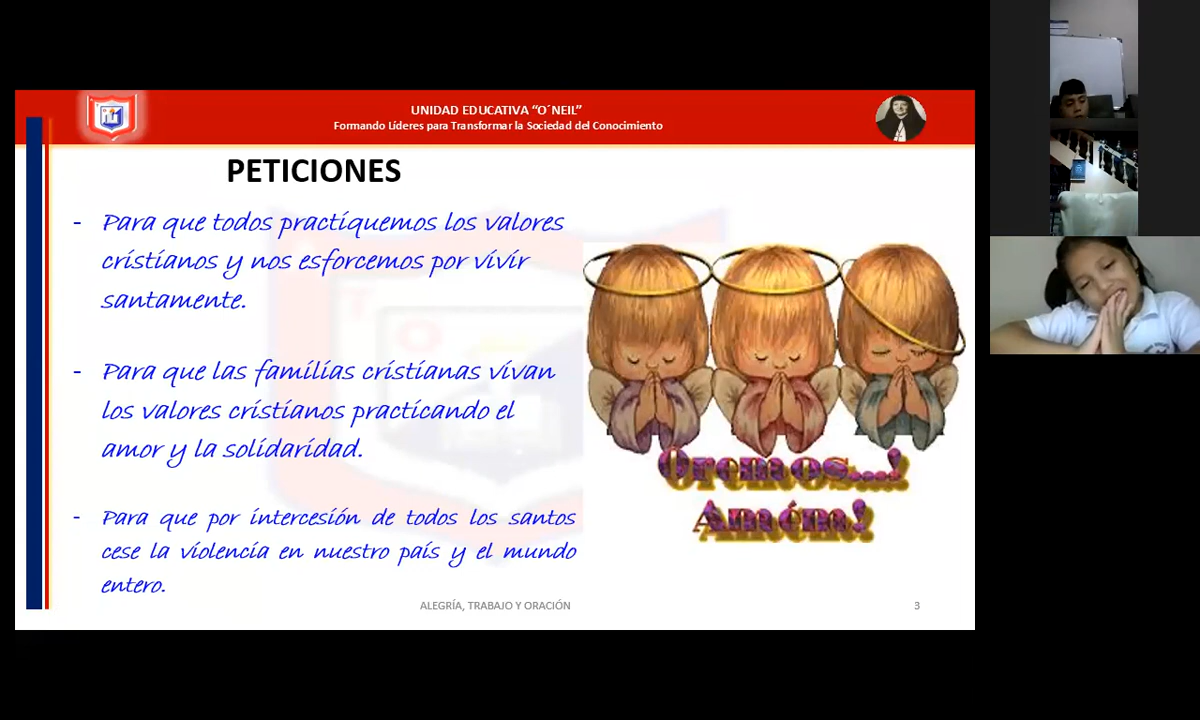 UNIDAD EDUCATIVA “O´NEIL”
Formando Líderes para Transformar la Sociedad del Conocimiento
PETICIONES
- Para que todos practiquemos los valores
cristianos y nos esforcemos por vivir
santamente.
- Para que las familias cristianas vivan
los valores cristianos practicando el
amor y la solidaridad.
- Para que por intercesión de todos los santos
cese la violencia en nuestro país y el mundo
entero.
Oremos....!
Amém!
ALEGRÍA, TRABAJO Y ORACIÓN
3